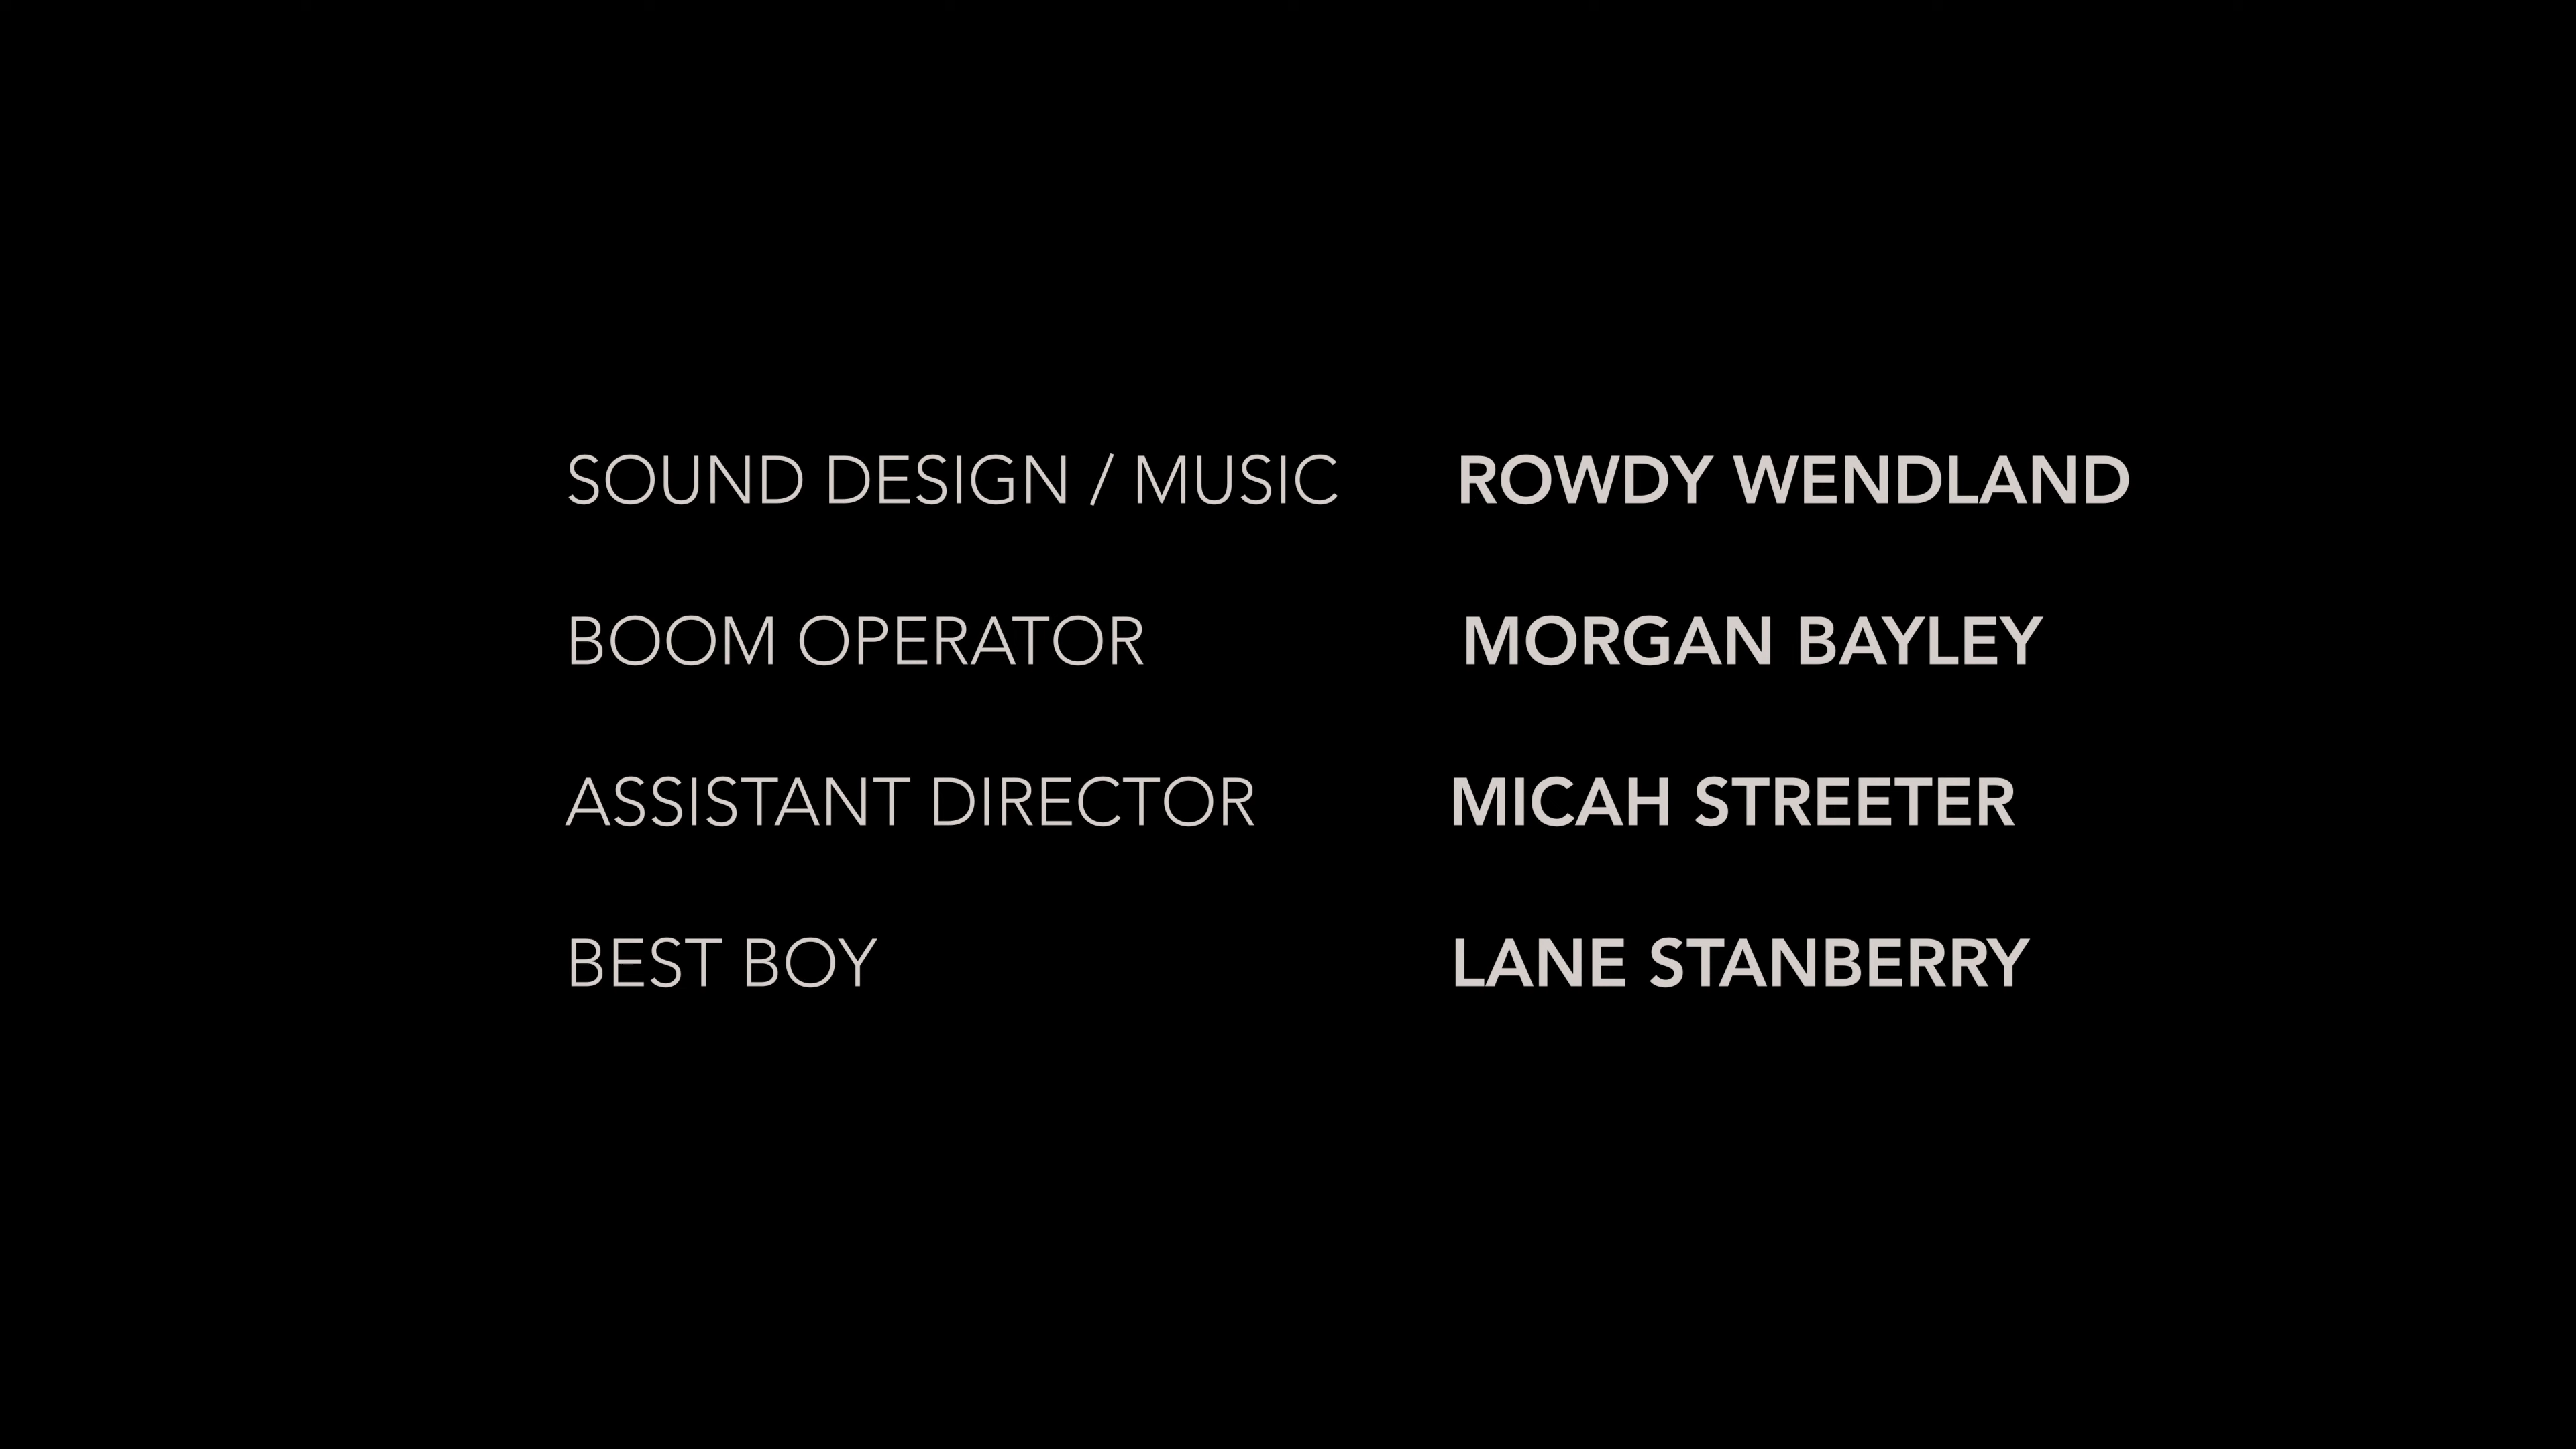 SOUND DESIGN / MUSIC ROWDY WENDLAND
BOOM OPERATOR MORGAN BAYLEY
ASSISTANT DIRECTOR MICAH STREETER
BEST BOY LANE STANBERRY